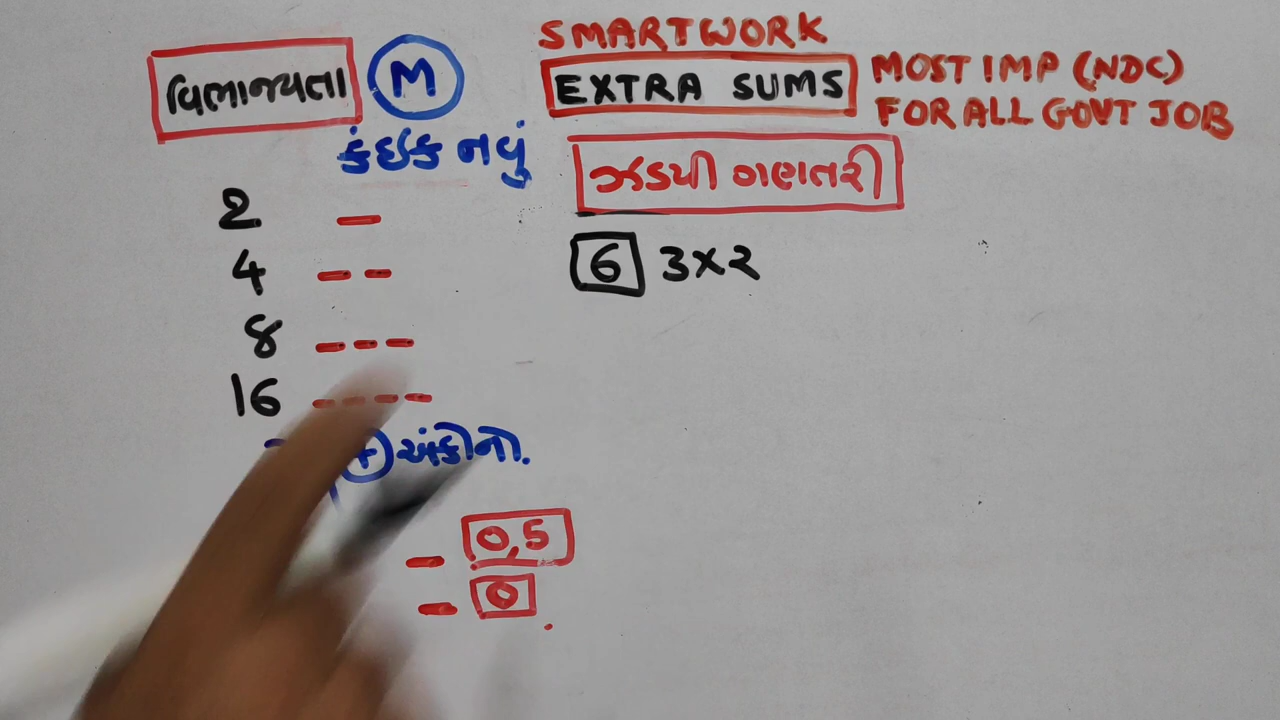 SMARTWORK
વિભાજ્યતા M EXTRA SUMS MOST IMP (NDC)
FOR ALL GOVT JOB
કંઈક નવું
ઝડપી ગણતરી
2 –
4 – –
8 – – –
16 – – – –
6 3×2
+ અંકોનો.
– 0,5
– 0